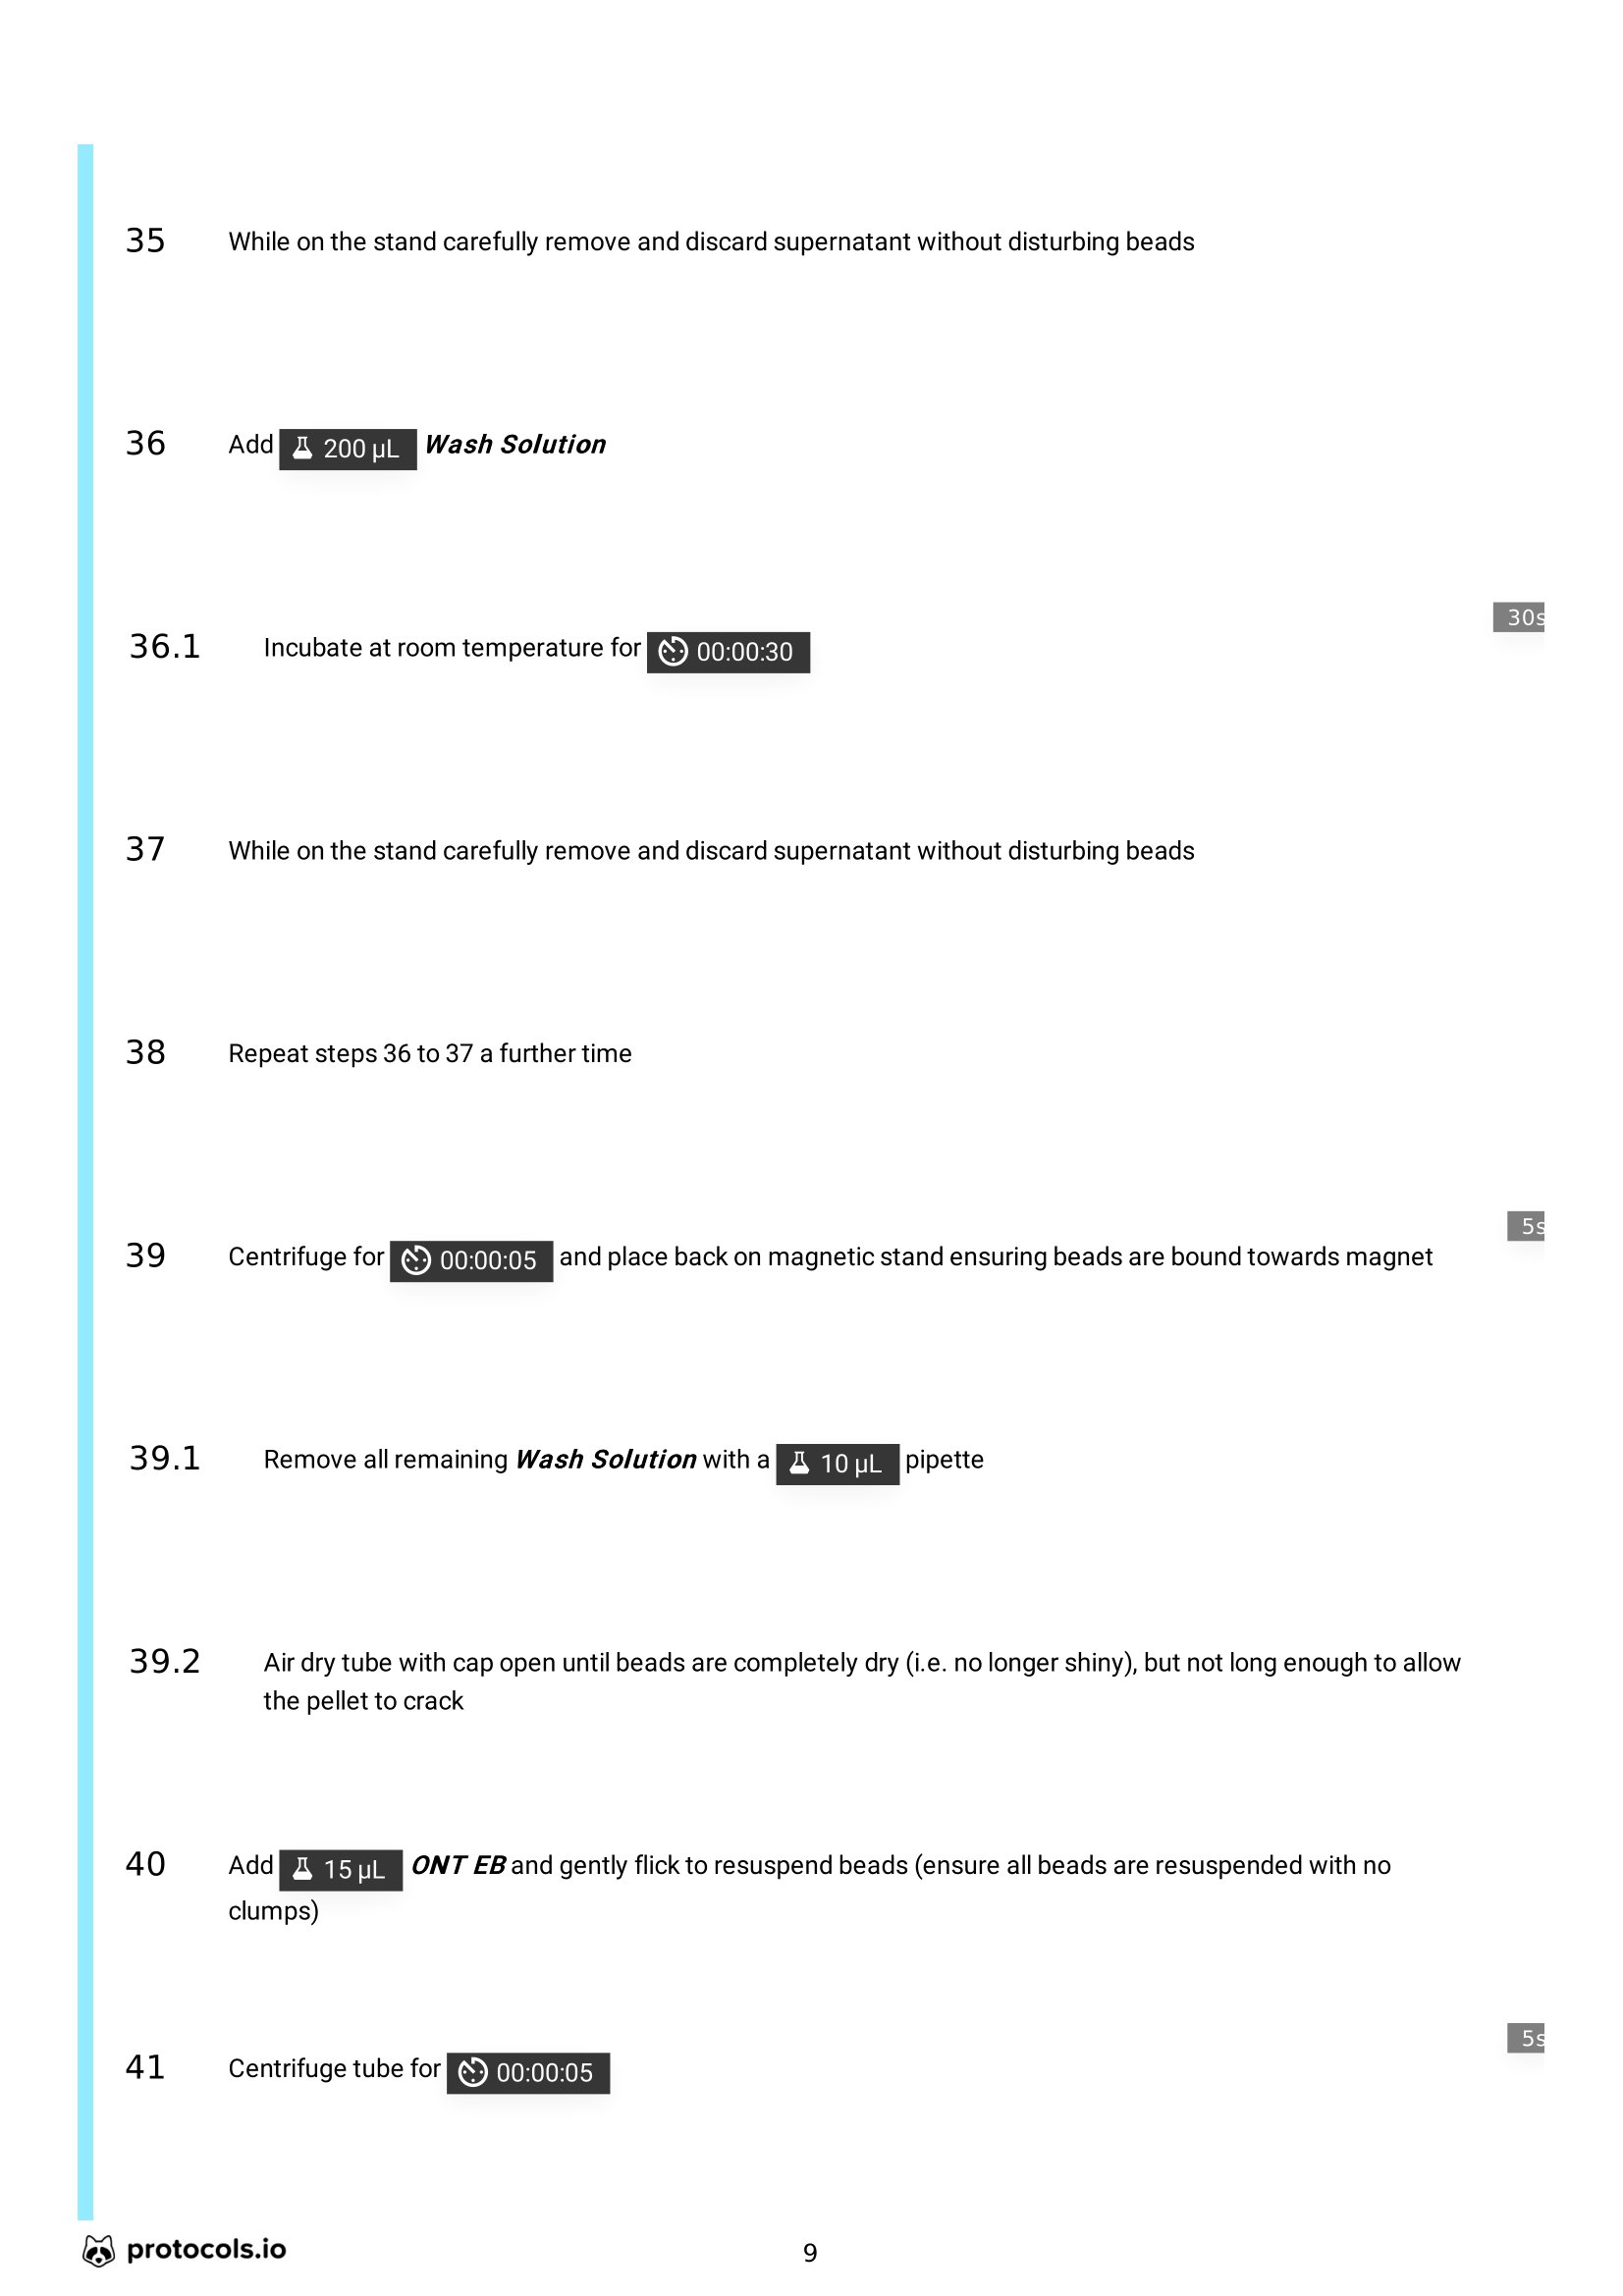 35 While on the stand carefully remove and discard supernatant without disturbing beads
36 Add 200 µL Wash Solution
30s
36.1 Incubate at room temperature for 00:00:30
37 While on the stand carefully remove and discard supernatant without disturbing beads
38 Repeat steps 36 to 37 a further time
5s
39 Centrifuge for 00:00:05 and place back on magnetic stand ensuring beads are bound towards magnet
39.1 Remove all remaining Wash Solution with a 10 µL pipette
39.2 Air dry tube with cap open until beads are completely dry (i.e. no longer shiny), but not long enough to allow
the pellet to crack
40 Add 15 µL ONT EB and gently flick to resuspend beads (ensure all beads are resuspended with no
clumps)
5s
41 Centrifuge tube for 00:00:05
protocols.io 9